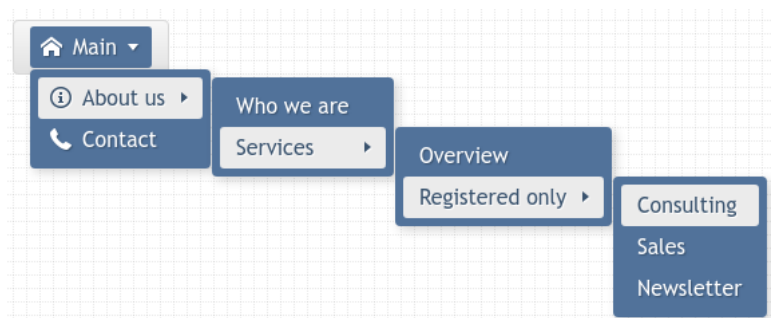 Main
About us
Contact
Who we are
Services
Overview
Registered only
Consulting
Sales
Newsletter